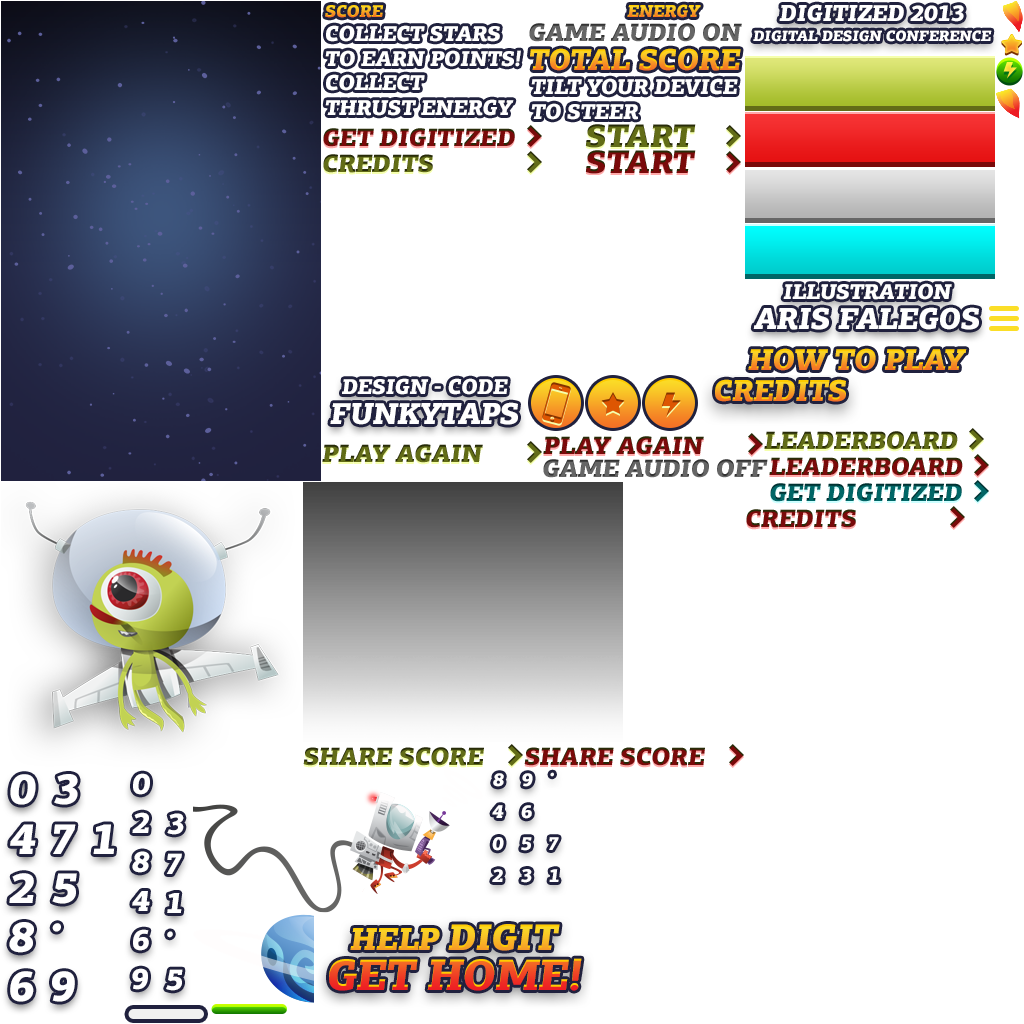 SCORE
COLLECT STARS
TO EARN POINTS!
COLLECT
THRUST ENERGY
GET DIGITIZED
CREDITS
ENERGY
GAME AUDIO ON
TOTAL SCORE
TILT YOUR DEVICE
TO STEER
START
START
DIGITIZED 2013
DIGITAL DESIGN CONFERENCE
ILLUSTRATION
ARIS FALEGOS
HOW TO PLAY
CREDITS
DESIGN - CODE
FUNKYTAPS
PLAY AGAIN
PLAY AGAIN
GAME AUDIO OFF
LEADERBOARD
LEADERBOARD
GET DIGITIZED
CREDITS
SHARE SCORE
SHARE SCORE
0 3
4 7 1
2 5
8 °
6 9
0
2 3
8 7
4 1
6 °
9 5
8 9 °
4 6
0 5 7
2 3 1
HELP DIGIT
GET HOME!